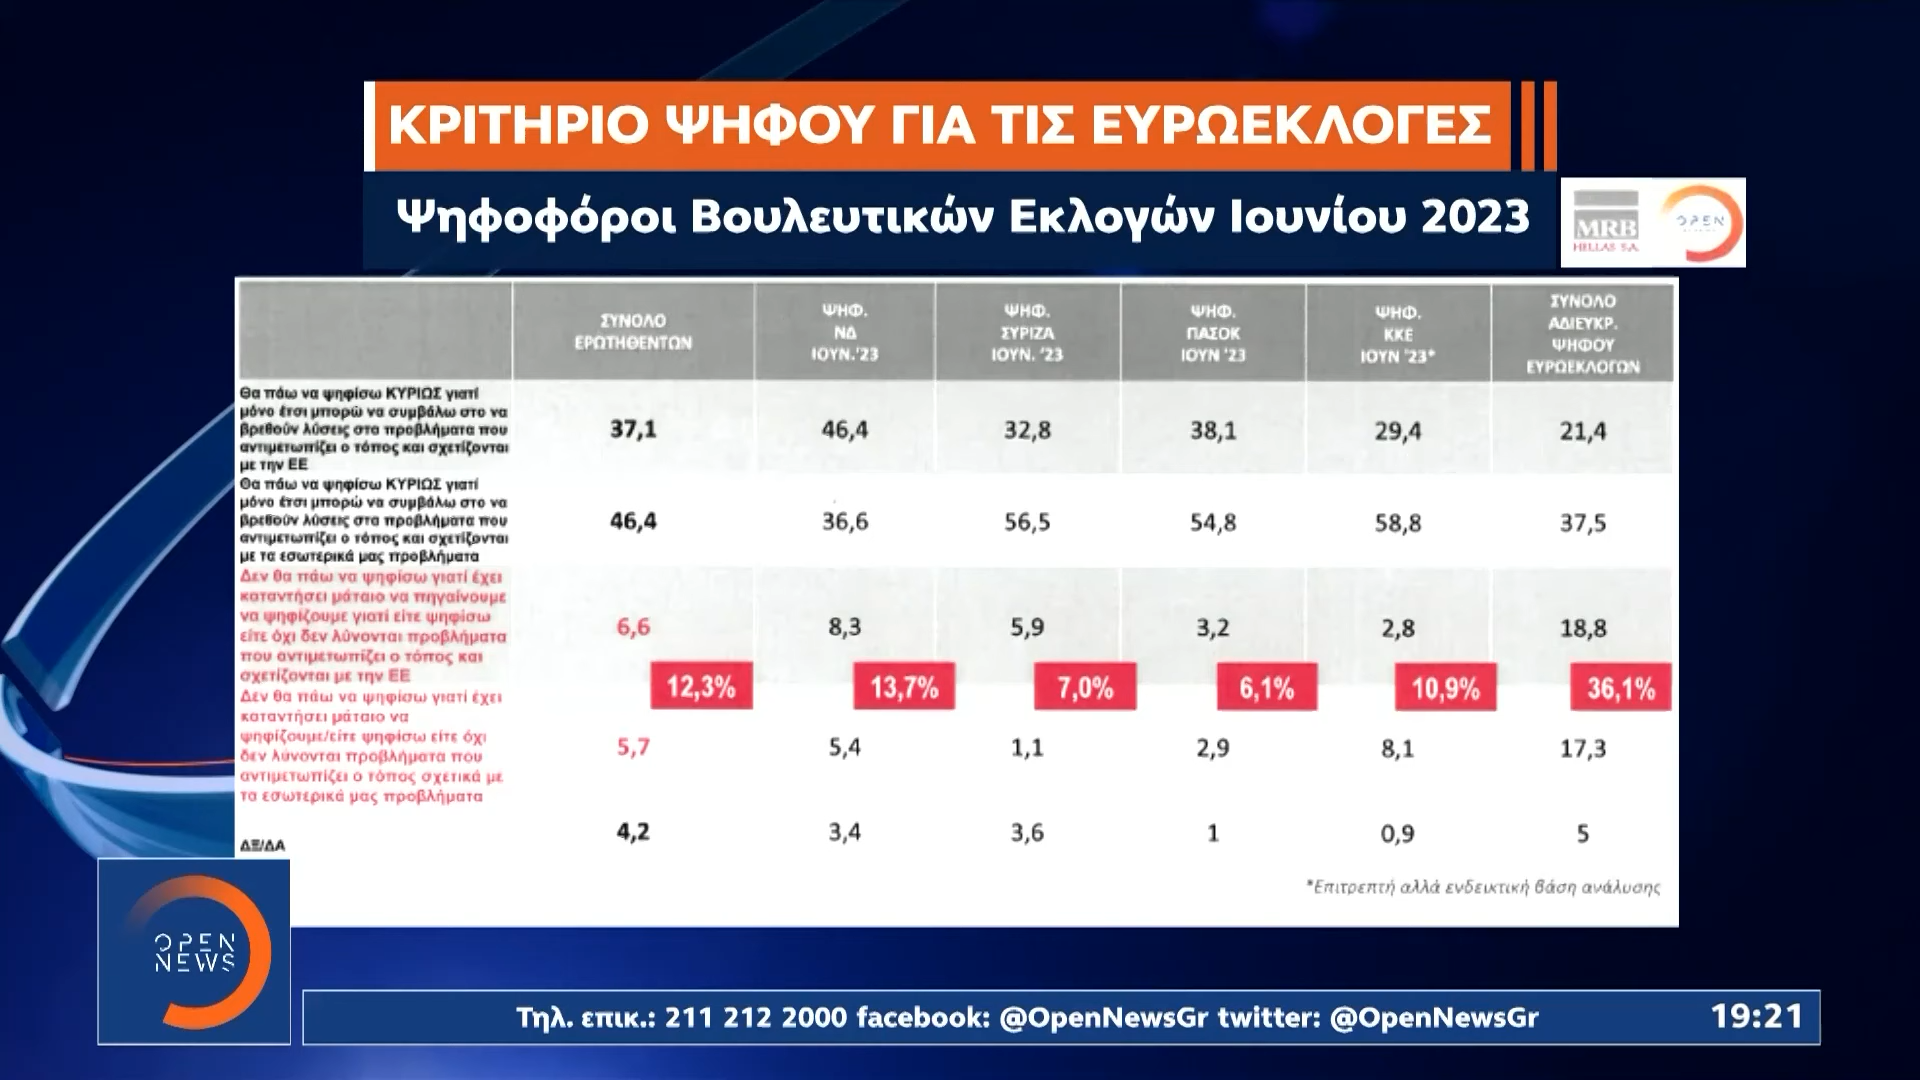 ΚΡΙΤΗΡΙΟ ΨΗΦΟΥ ΓΙΑ ΤΙΣ ΕΥΡΩΕΚΛΟΓΕΣ
Ψηφοφόροι Βουλευτικών Εκλογών Ιουνίου 2023
MRB
HELLAS S.A.
OPEN
ΣΥΝΟΛΟ
ΕΡΩΤΗΘΕΝΤΩΝ
ΨΗΦ.
ΝΔ
ΙΟΥΝ.'23
ΨΗΦ.
ΣΥΡΙΖΑ
ΙΟΥΝ. '23
ΨΗΦ.
ΠΑΣΟΚ
ΙΟΥΝ '23
ΨΗΦ.
ΚΚΕ
ΙΟΥΝ '23*
ΣΥΝΟΛΟ
ΑΔΙΕΥΚΡ.
ΨΗΦΟΥ
ΕΥΡΩΕΚΛΟΓΩΝ
Θα πάω να ψηφίσω ΚΥΡΙΩΣ γιατί
μόνο έτσι μπορώ να συμβάλω στο να
βρεθούν λύσεις στα προβλήματα που
αντιμετωπίζει ο τόπος και σχετίζονται
με την ΕΕ
37,1 46,4 32,8 38,1 29,4 21,4
Θα πάω να ψηφίσω ΚΥΡΙΩΣ γιατί
μόνο έτσι μπορώ να συμβάλω στο να
βρεθούν λύσεις στα προβλήματα που
αντιμετωπίζει ο τόπος και σχετίζονται
με τα εσωτερικά μας προβλήματα
46,4 36,6 56,5 54,8 58,8 37,5
Δεν θα πάω να ψηφίσω γιατί έχει
καταντήσει μάταιο να πηγαίνουμε
να ψηφίζουμε γιατί είτε ψηφίσω
είτε όχι δεν λύνονται προβλήματα
που αντιμετωπίζει ο τόπος και
σχετίζονται με την ΕΕ
6,6 8,3 5,9 3,2 2,8 18,8
12,3% 13,7% 7,0% 6,1% 10,9% 36,1%
Δεν θα πάω να ψηφίσω γιατί έχει
καταντήσει μάταιο να
ψηφίζουμε/είτε ψηφίσω είτε όχι
δεν λύνονται προβλήματα που
αντιμετωπίζει ο τόπος σχετικά με
τα εσωτερικά μας προβλήματα
5,7 5,4 1,1 2,9 8,1 17,3
ΔΞ/ΔΑ 4,2 3,4 3,6 1 0,9 5
*Επιτρεπτή αλλά ενδεικτική βάση ανάλυσης
OPEN
NEWS
Τηλ. επικ.: 211 212 2000 facebook: @OpenNewsGr twitter: @OpenNewsGr
19:21